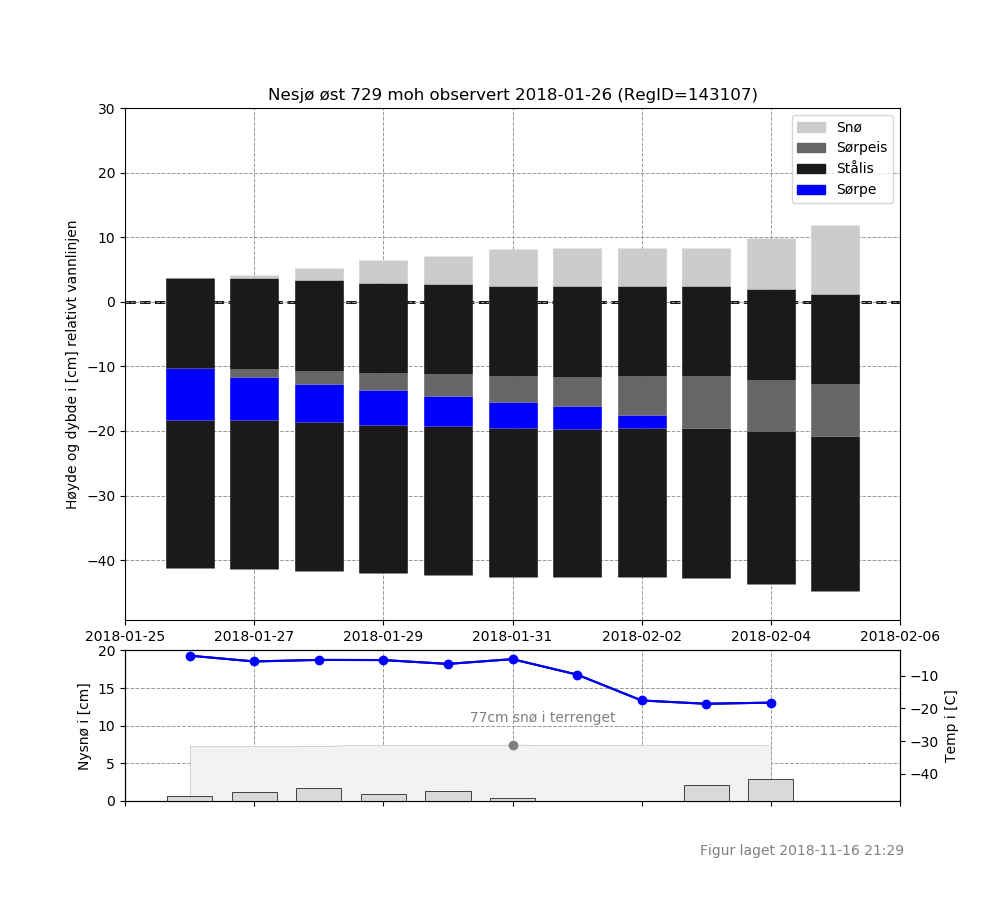 Nesjø øst 729 moh observert 2018-01-26 (RegID=143107)
Høyde og dybde i [cm] relativt vannlinjen
30
20
10
0
−10
−20
−30
−40
Snø
Sørpeis
Stålis
Sørpe
2018-01-25 2018-01-27 2018-01-29 2018-01-31 2018-02-02 2018-02-04 2018-02-06
Nysnø i [cm]
20
15
10
5
0
77cm snø i terrenget
−10
−20
−30
−40
Temp i [C]
Figur laget 2018-11-16 21:29